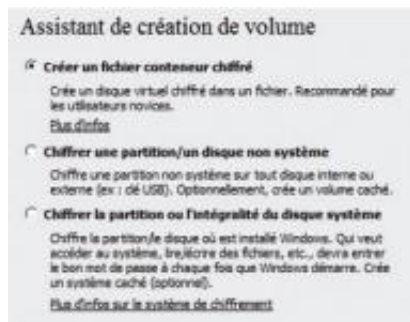 Assistant de création de volume
Créer un fichier conteneur chiffré
Crée un disque virtuel chiffré dans un fichier. Recommandé pour
les utilisateurs novices.
Plus d'infos
Chiffrer une partition/un disque non système
Chiffre une partition non système sur tout disque interne ou
externe (ex : clé USB). Optionnellement, crée un volume caché.
Chiffrer la partition ou l'intégralité du disque système
Chiffre la partition/le disque où est installé Windows. Qui veut
accéder au système, lire/écrire des fichiers, etc., devra entrer
le bon mot de passe à chaque fois que Windows démarre. Crée
un système caché (optionnel).
Plus d'infos sur le système de chiffrement